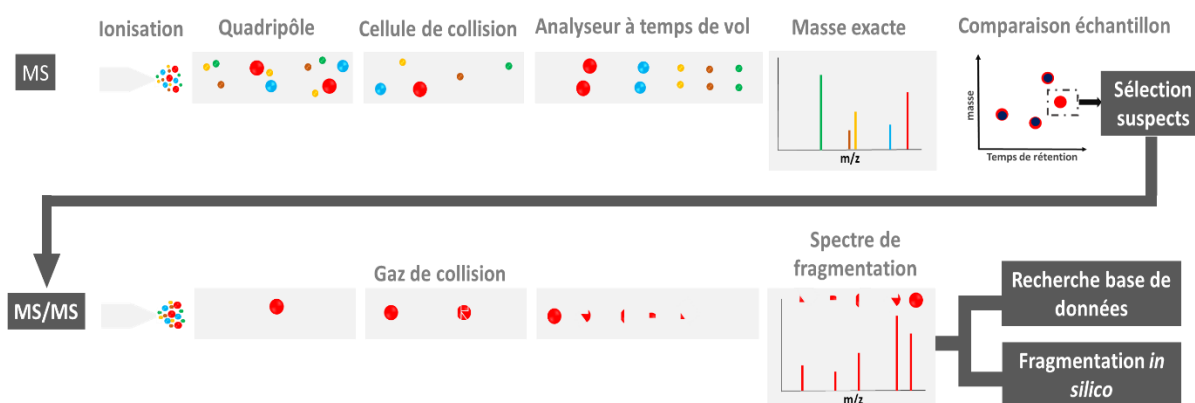 Ionisation
Quadripôle
Cellule de collision
Analyseur à temps de vol
Masse exacte
Comparaison échantillon
MS
masse
Temps de rétention
Sélection
suspects
m/z
Spectre de
fragmentation
Gaz de collision
MS/MS
Recherche base de
données
Fragmentation in
silico
m/z